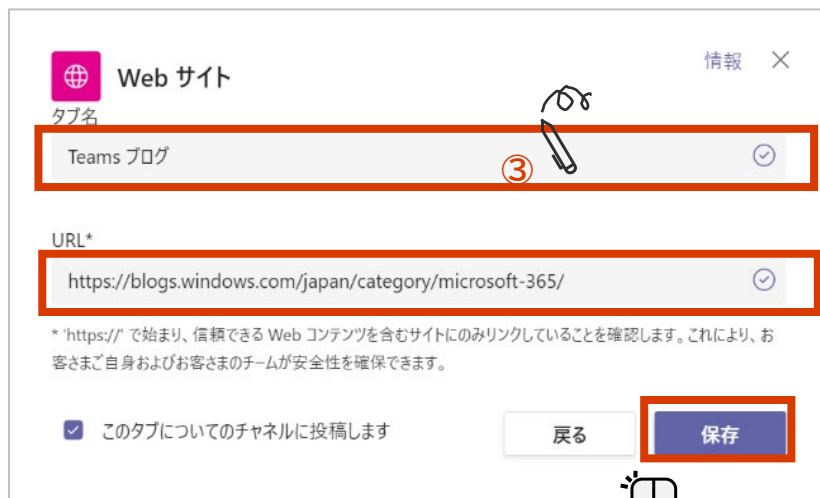 Web サイト
情報
タブ名
Teams ブログ
③
URL*
https://blogs.windows.com/japan/category/microsoft-365/
* 'https://' で始まり、信頼できる Web コンテンツを含むサイトにのみリンクしていることを確認します。これにより、お
客さまご自身およびお客さまのチームが安全性を確保できます。
このタブについてのチャネルに投稿します
戻る
保存